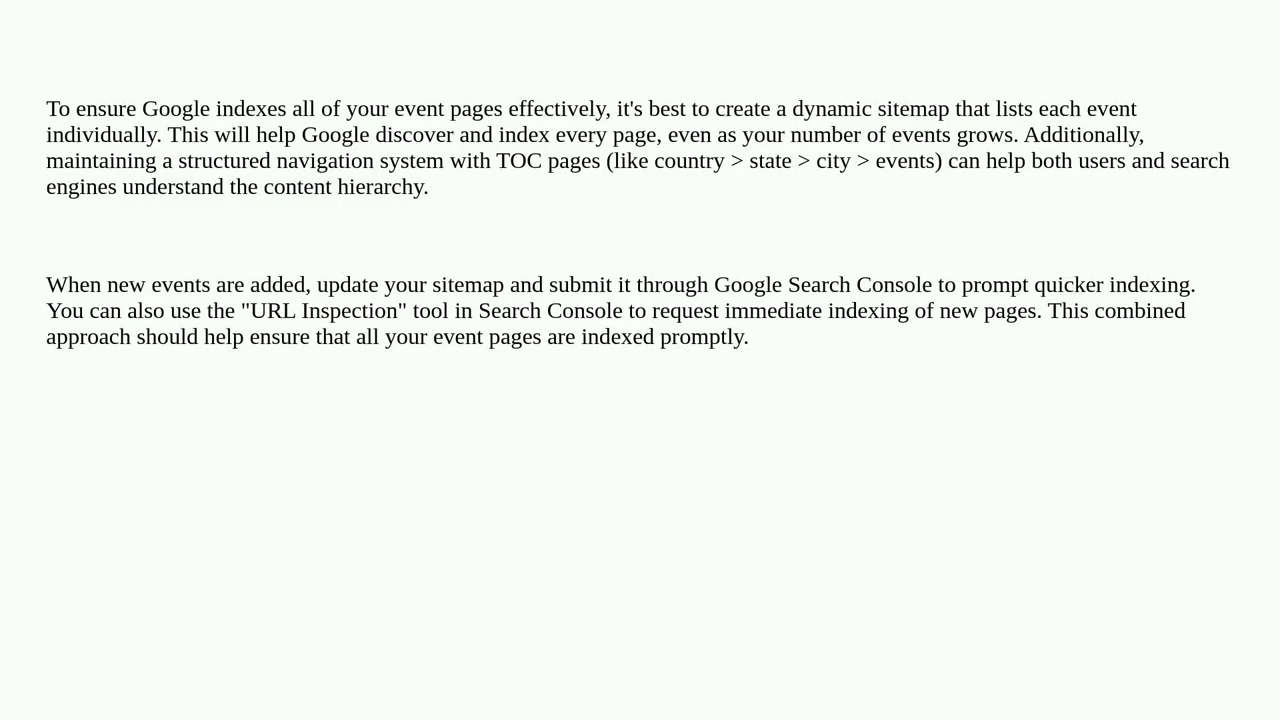 To ensure Google indexes all of your event pages effectively, it's best to create a dynamic sitemap that lists each event
individually. This will help Google discover and index every page, even as your number of events grows. Additionally,
maintaining a structured navigation system with TOC pages (like country > state > city > events) can help both users and search
engines understand the content hierarchy.
When new events are added, update your sitemap and submit it through Google Search Console to prompt quicker indexing.
You can also use the "URL Inspection" tool in Search Console to request immediate indexing of new pages. This combined
approach should help ensure that all your event pages are indexed promptly.